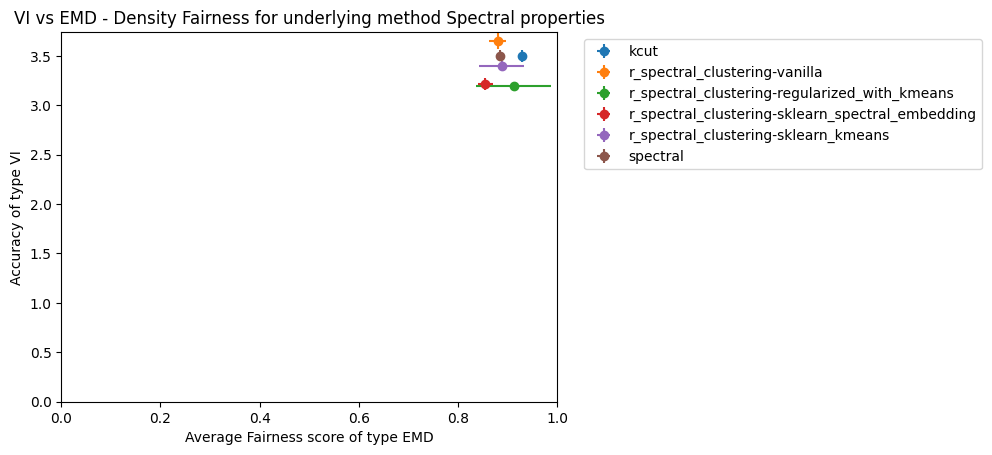 VI vs EMD - Density Fairness for underlying method Spectral properties
Accuracy of type VI
3.5
3.0
2.5
2.0
1.5
1.0
0.5
0.0
0.0 0.2 0.4 0.6 0.8 1.0
Average Fairness score of type EMD
kcut
r_spectral_clustering-vanilla
r_spectral_clustering-regularized_with_kmeans
r_spectral_clustering-sklearn_spectral_embedding
r_spectral_clustering-sklearn_kmeans
spectral